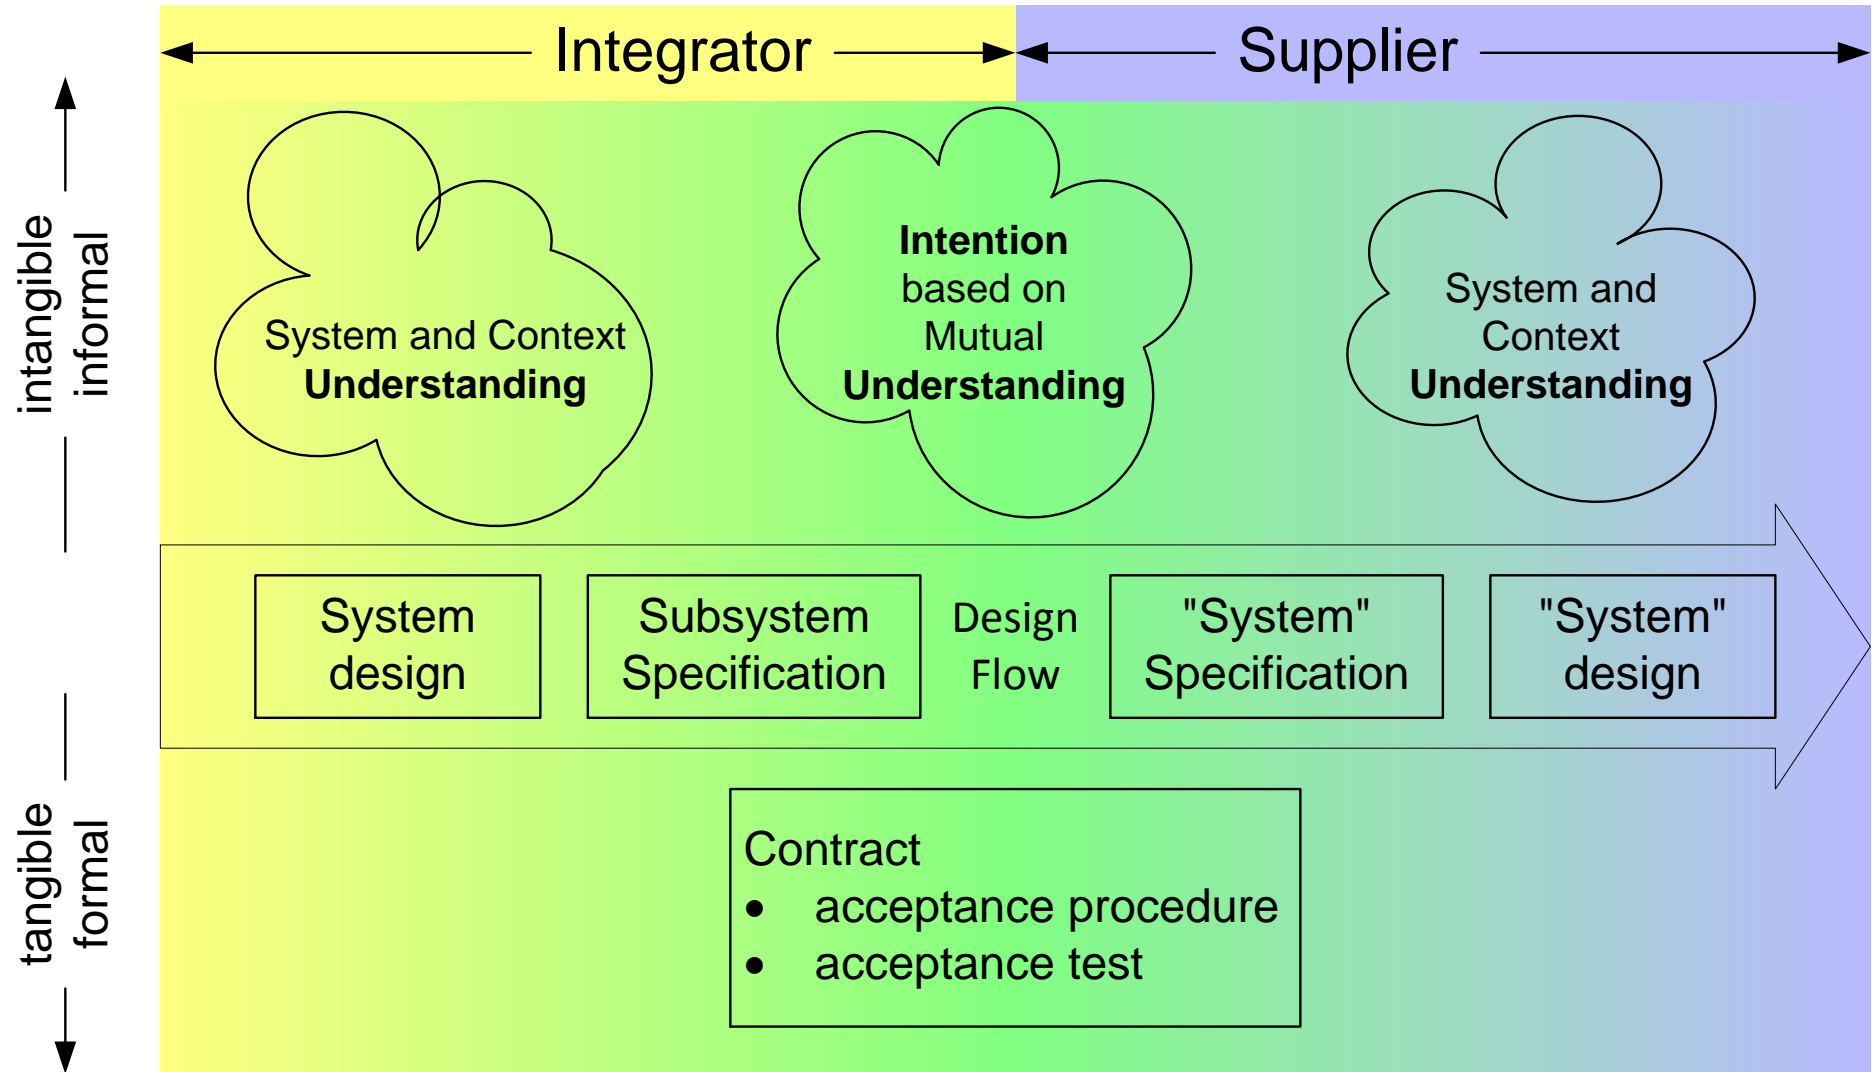 Integrator
Supplier
intangible
informal
System and Context
Understanding
Intention
based on
Mutual
Understanding
System and
Context
Understanding
System
design
Subsystem
Specification
Design
Flow
"System"
Specification
"System"
design
tangible
formal
Contract
• acceptance procedure
• acceptance test